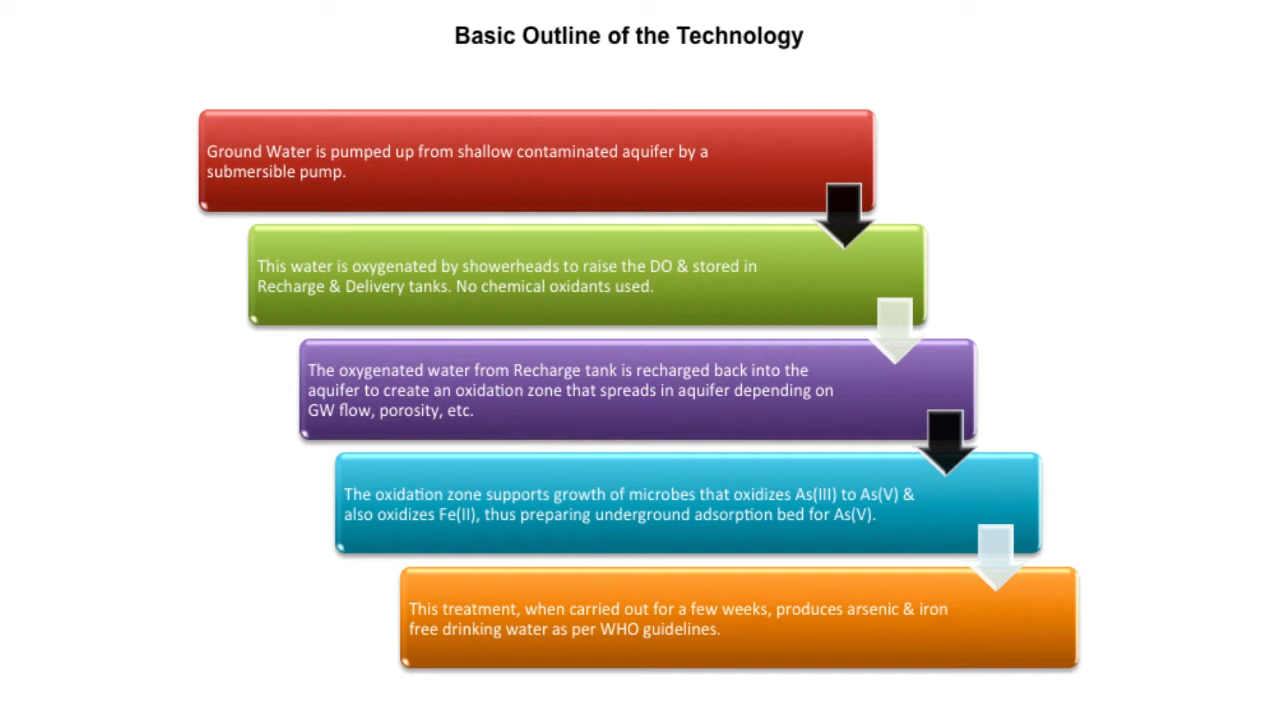 Basic Outline of the Technology
Ground Water is pumped up from shallow contaminated aquifer by a
submersible pump.
This water is oxygenated by showerheads to raise the DO & stored in
Recharge & Delivery tanks. No chemical oxidants used.
The oxygenated water from Recharge tank is recharged back into the
aquifer to create an oxidation zone that spreads in aquifer depending on
GW flow, porosity, etc.
The oxidation zone supports growth of microbes that oxidizes As(III) to As(V) &
also oxidizes Fe(II), thus preparing underground adsorption bed for As(V).
This treatment, when carried out for a few weeks, produces arsenic & iron
free drinking water as per WHO guidelines.